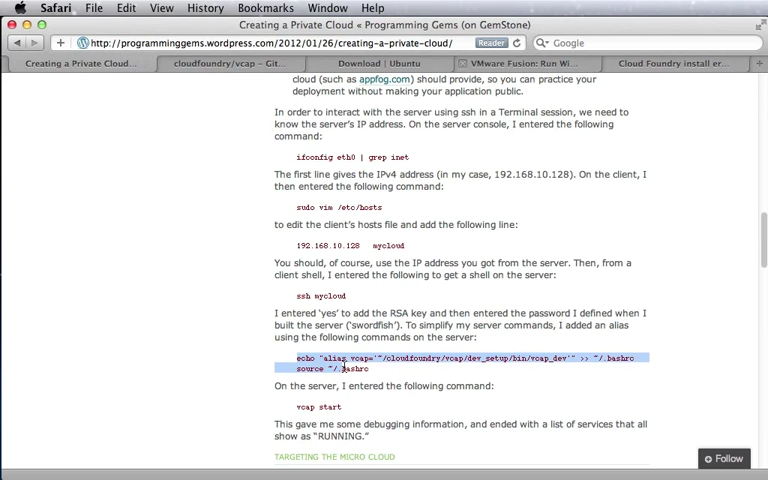 Safari File Edit View History Bookmarks Window Help
Creating a Private Cloud « Programming Gems (on GemStone)
http://programminggems.wordpress.com/2012/01/26/creating-a-private-cloud/ Reader Google
Creating a Private Cloud... cloudfoundry/vcap – Git... Download | Ubuntu VMware Fusion: Run Wi... Cloud Foundry install er...
cloud (such as appfog.com) should provide, so you can practice your
deployment without making your application public.
In order to interact with the server using ssh in a Terminal session, we need to
know the server's IP address. On the server console, I entered the following
command:
ifconfig eth0 | grep inet
The first line gives the IPv4 address (in my case, 192.168.10.128). On the client, I
then entered the following command:
sudo vim /etc/hosts
to edit the client's hosts file and add the following line:
192.168.10.128 mycloud
You should, of course, use the IP address you got from the server. Then, from a
client shell, I entered the following to get a shell on the server:
ssh mycloud
I entered 'yes' to add the RSA key and then entered the password I defined when I
built the server ('swordfish'). To simplify my server commands, I added an alias
using the following commands on the server:
echo "alias vcap='~/cloudfoundry/vcap/dev_setup/bin/vcap_dev'" >> ~/.bashrc
source ~/.bashrc
On the server, I entered the following command:
vcap start
This gave me some debugging information, and ended with a list of services that all
show as "RUNNING."
TARGETING THE MICRO CLOUD
Follow